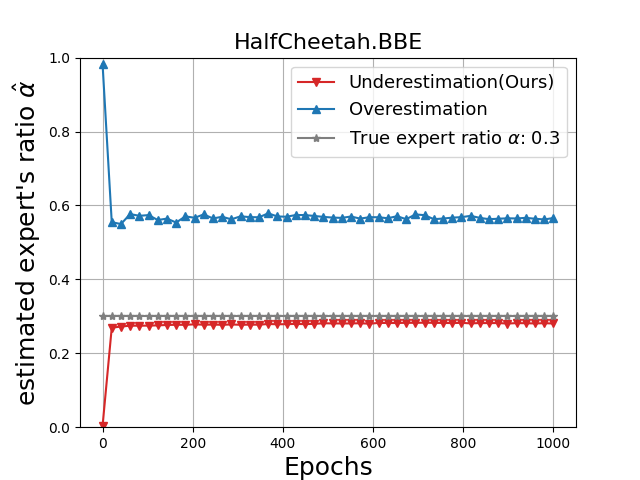 HalfCheetah.BBE
estimated expert's ratio α̂
1.0
0.8
0.6
0.4
0.2
0.0
Underestimation(Ours)
Overestimation
True expert ratio α: 0.3
0 200 400 600 800 1000
Epochs